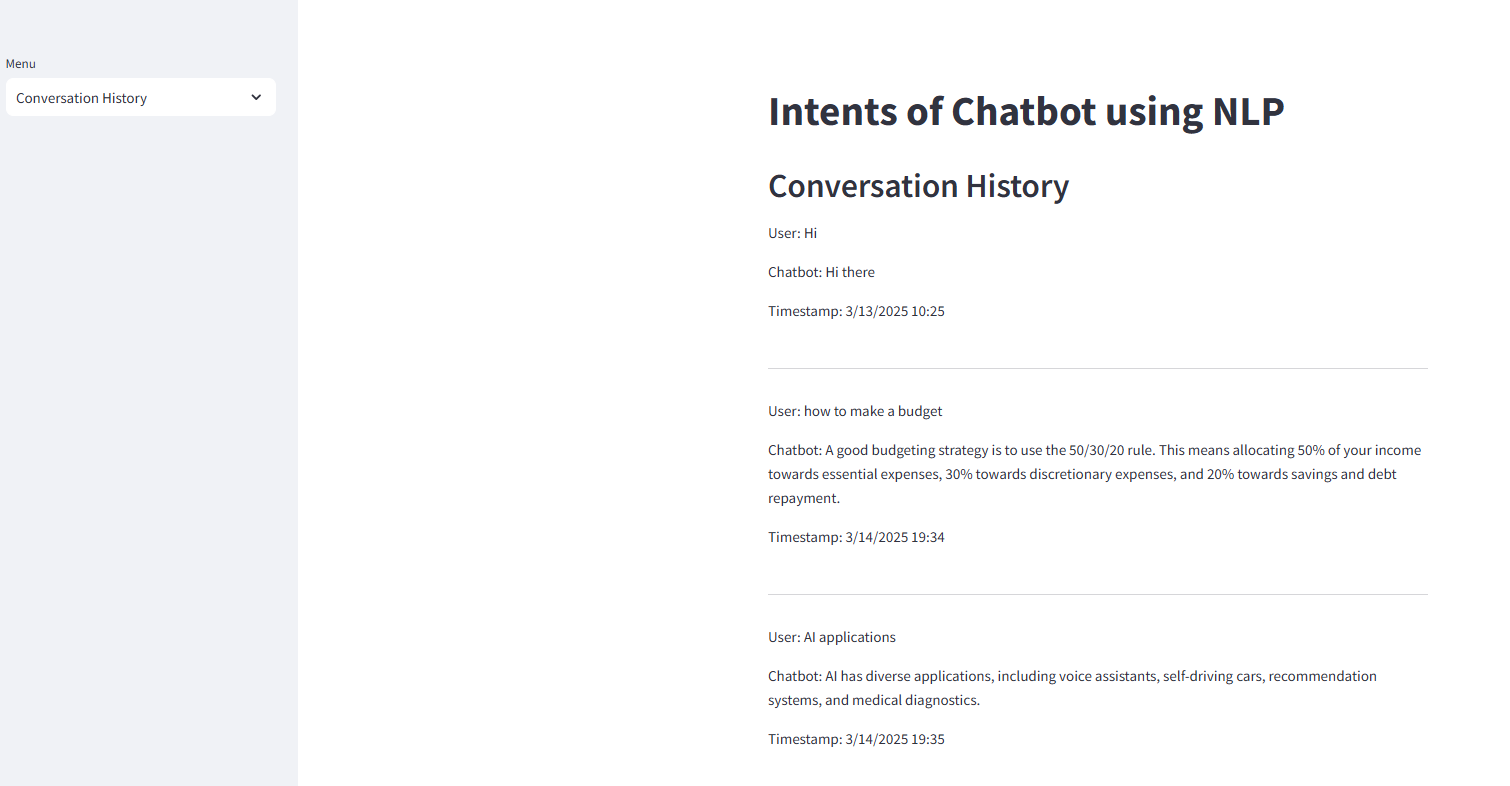 Menu
Conversation History
Intents of Chatbot using NLP
Conversation History
User: Hi
Chatbot: Hi there
Timestamp: 3/13/2025 10:25
User: how to make a budget
Chatbot: A good budgeting strategy is to use the 50/30/20 rule. This means allocating 50% of your income
towards essential expenses, 30% towards discretionary expenses, and 20% towards savings and debt
repayment.
Timestamp: 3/14/2025 19:34
User: AI applications
Chatbot: AI has diverse applications, including voice assistants, self-driving cars, recommendation
systems, and medical diagnostics.
Timestamp: 3/14/2025 19:35